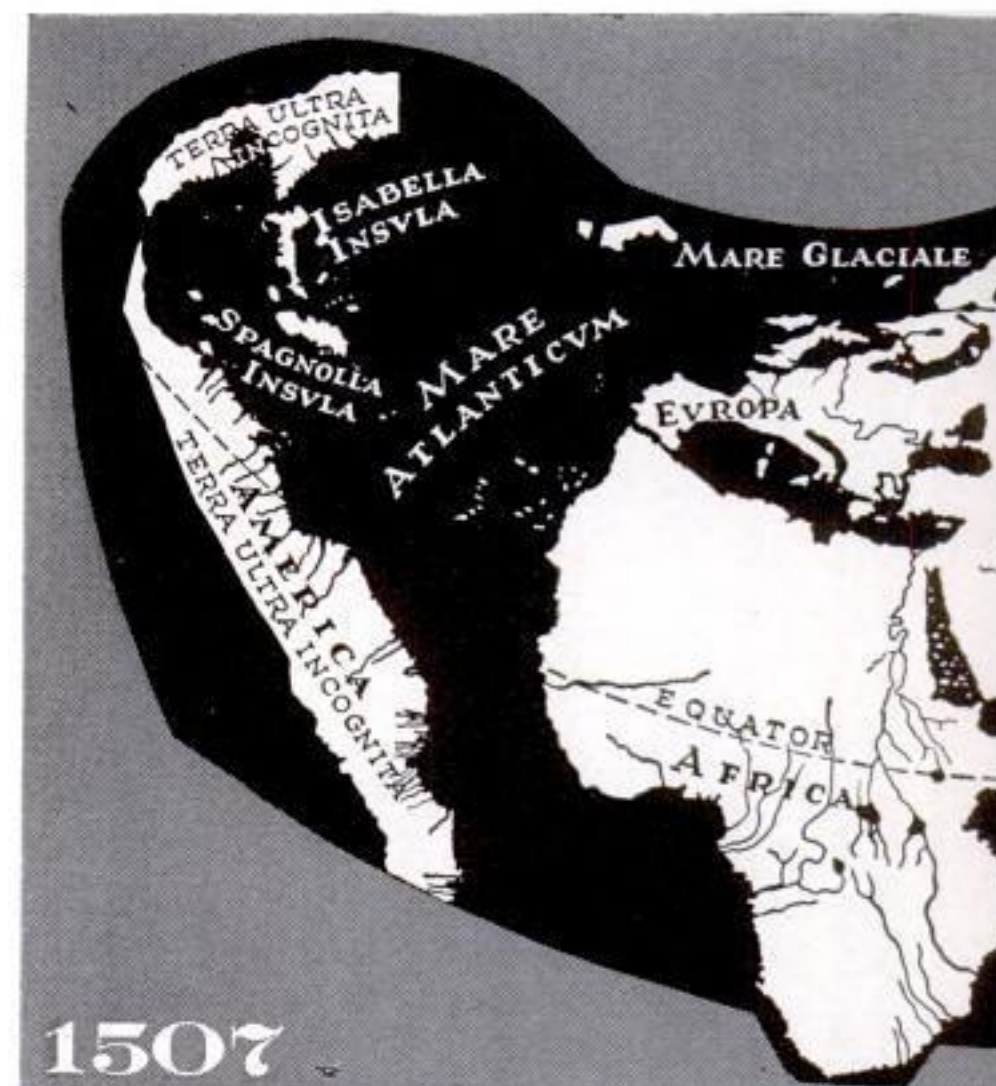 TERRA ULTRA
INCOGNITA
ISABELLA
INSVLA
MARE GLACIALE
SPAGNOLLA
INSVLA
MARE
ATLANTICVM
EVROPA
AMERICA
TERRA ULTRA INCOGNITA
EQUATOR
AFRICA
1507